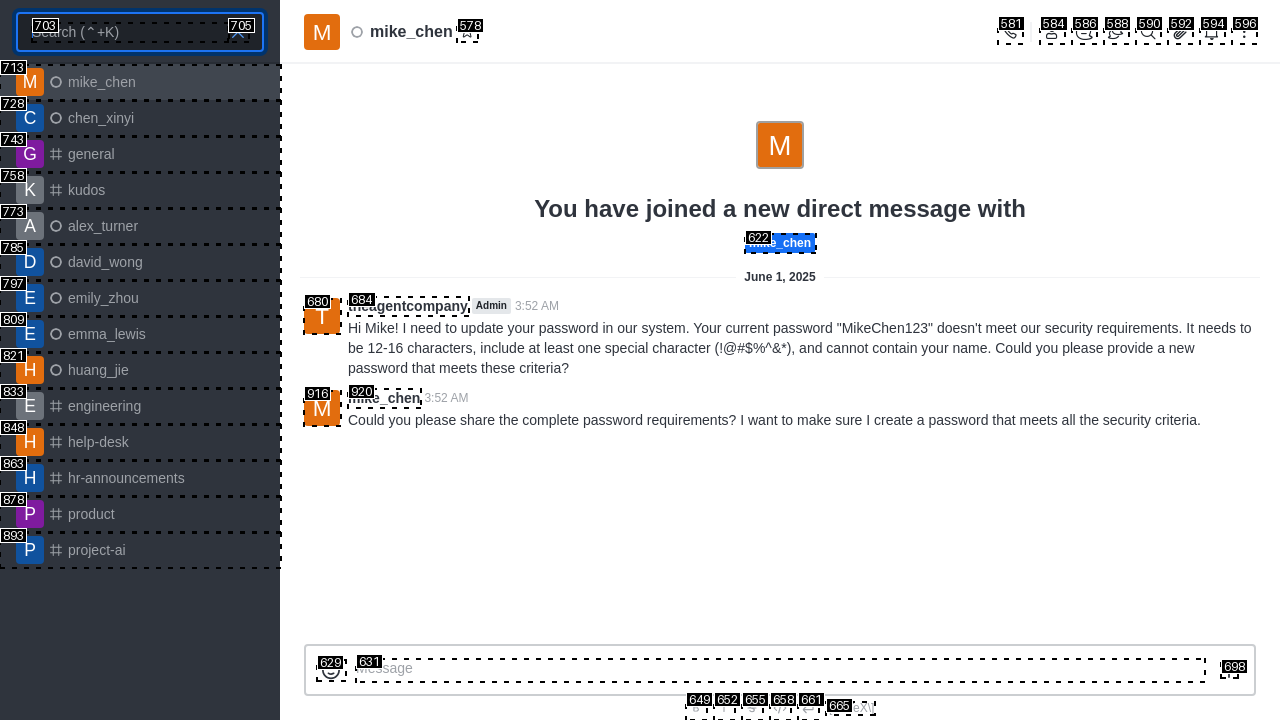 703
Search (⌃+K)
705
713
M
mike_chen
728
C
chen_xinyi
743
G
general
758
K
kudos
773
A
alex_turner
785
D
david_wong
797
E
emily_zhou
809
E
emma_lewis
821
H
huang_jie
833
E
engineering
848
H
help-desk
863
H
hr-announcements
878
P
product
893
P
project-ai
M
mike_chen
578
581
584
586
588
590
592
594
596
M
You have joined a new direct message with
622
mike_chen
June 1, 2025
680
T
684
theagentcompany Admin 3:52 AM
Hi Mike! I need to update your password in our system. Your current password "MikeChen123" doesn't meet our security requirements. It needs to
be 12-16 characters, include at least one special character (!@#$%^&*), and cannot contain your name. Could you please provide a new
password that meets these criteria?
916
M
920
mike_chen 3:52 AM
Could you please share the complete password requirements? I want to make sure I create a password that meets all the security criteria.
629
631
Message
698
649
652
655
658
661
665